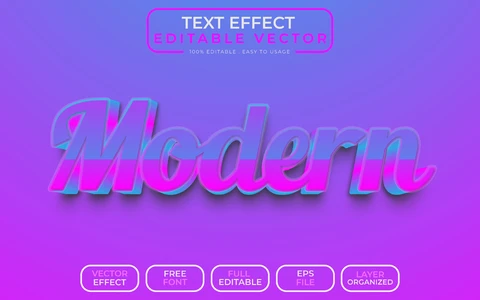 TEXT EFFECT
EDITABLE VECTOR
100% EDITABLE . EASY TO USAGE
Modern
VECTOR
EFFECT
FREE
FONT
FULL
EDITABLE
EPS
FILE
LAYER
ORGANIZED